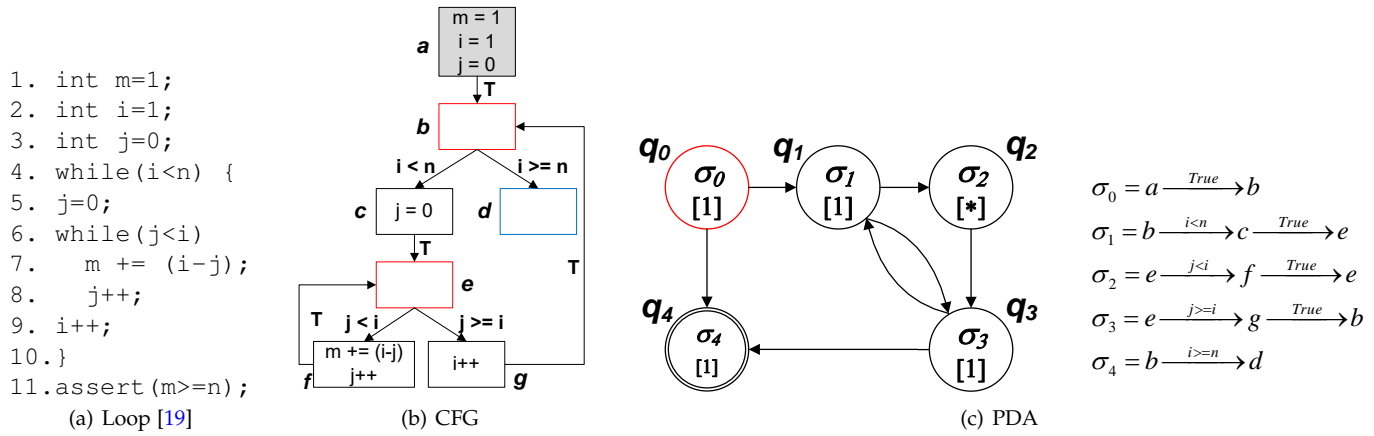 1. int m=1;
2. int i=1;
3. int j=0;
4. while(i<n) {
5. j=0;
6. while(j<i)
7. m += (i-j);
8. j++;
9. i++;
10.}
11.assert(m>=n);
(a) Loop [19]
a
m = 1
i = 1
j = 0
T
b
i < n
i >= n
c
j = 0
d
T
T
e
T
j < i
j >= i
f
m += (i-j)
j++
i++
g
(b) CFG
q0
σ0
[1]
q1
σ1
[1]
q2
σ2
[*]
q4
σ4
[1]
q3
σ3
[1]
(c) PDA
σ0 = a —True→ b
σ1 = b —i<n→ c —True→ e
σ2 = e —j<i→ f —True→ e
σ3 = e —j>=i→ g —True→ b
σ4 = b —i>=n→ d